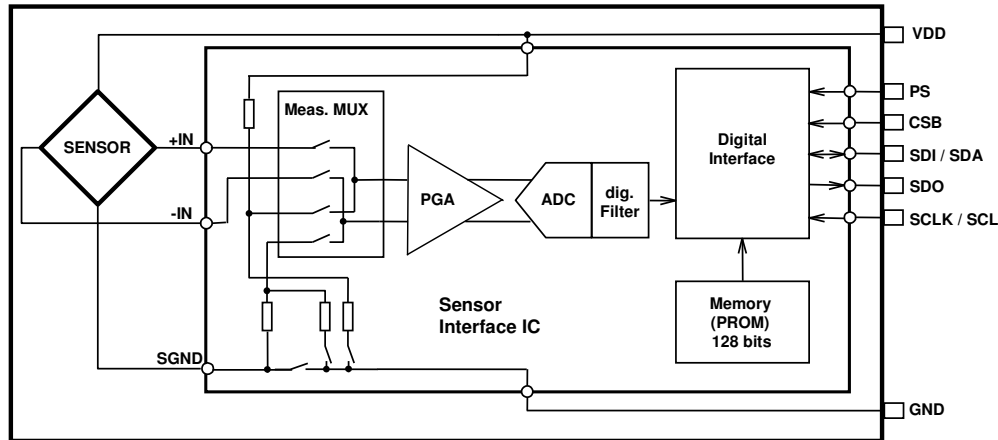 VDD
PS
CSB
SDI / SDA
SDO
SCLK / SCL
GND
SENSOR
+IN
-IN
SGND
Meas. MUX
PGA
ADC
dig.
Filter
Digital
Interface
Memory
(PROM)
128 bits
Sensor
Interface IC